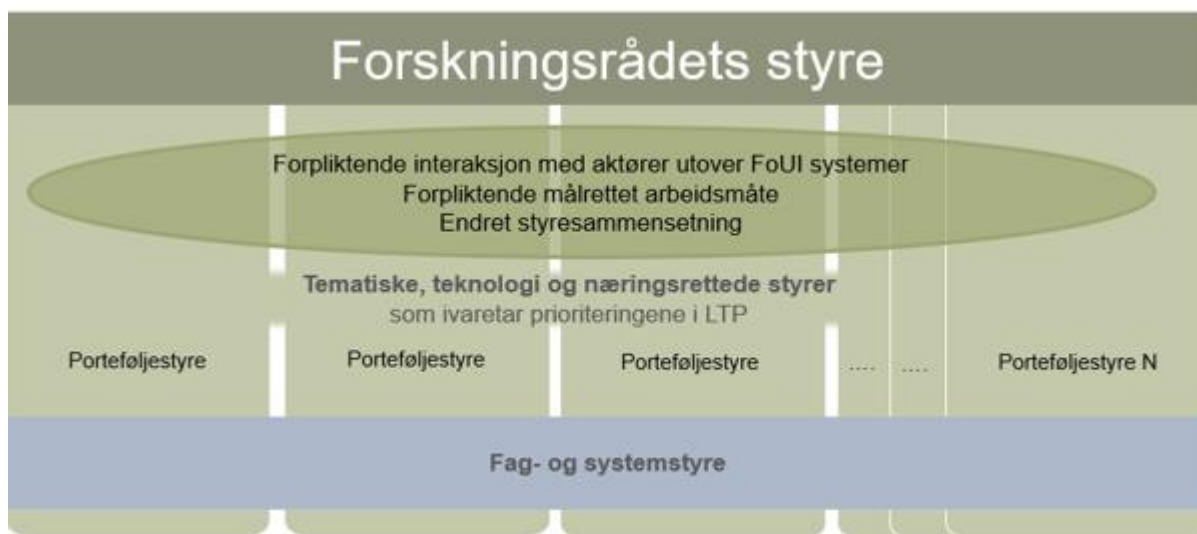 Forskningsrådets styre
Forpliktende interaksjon med aktører utover FoUI systemer
Forpliktende målrettet arbeidsmåte
Endret styresammensetning
Tematiske, teknologi og næringsrettede styrer
som ivaretar prioriteringene i LTP
Porteføljestyre
Porteføljestyre
Porteføljestyre
....
....
Porteføljestyre N
Fag- og systemstyre